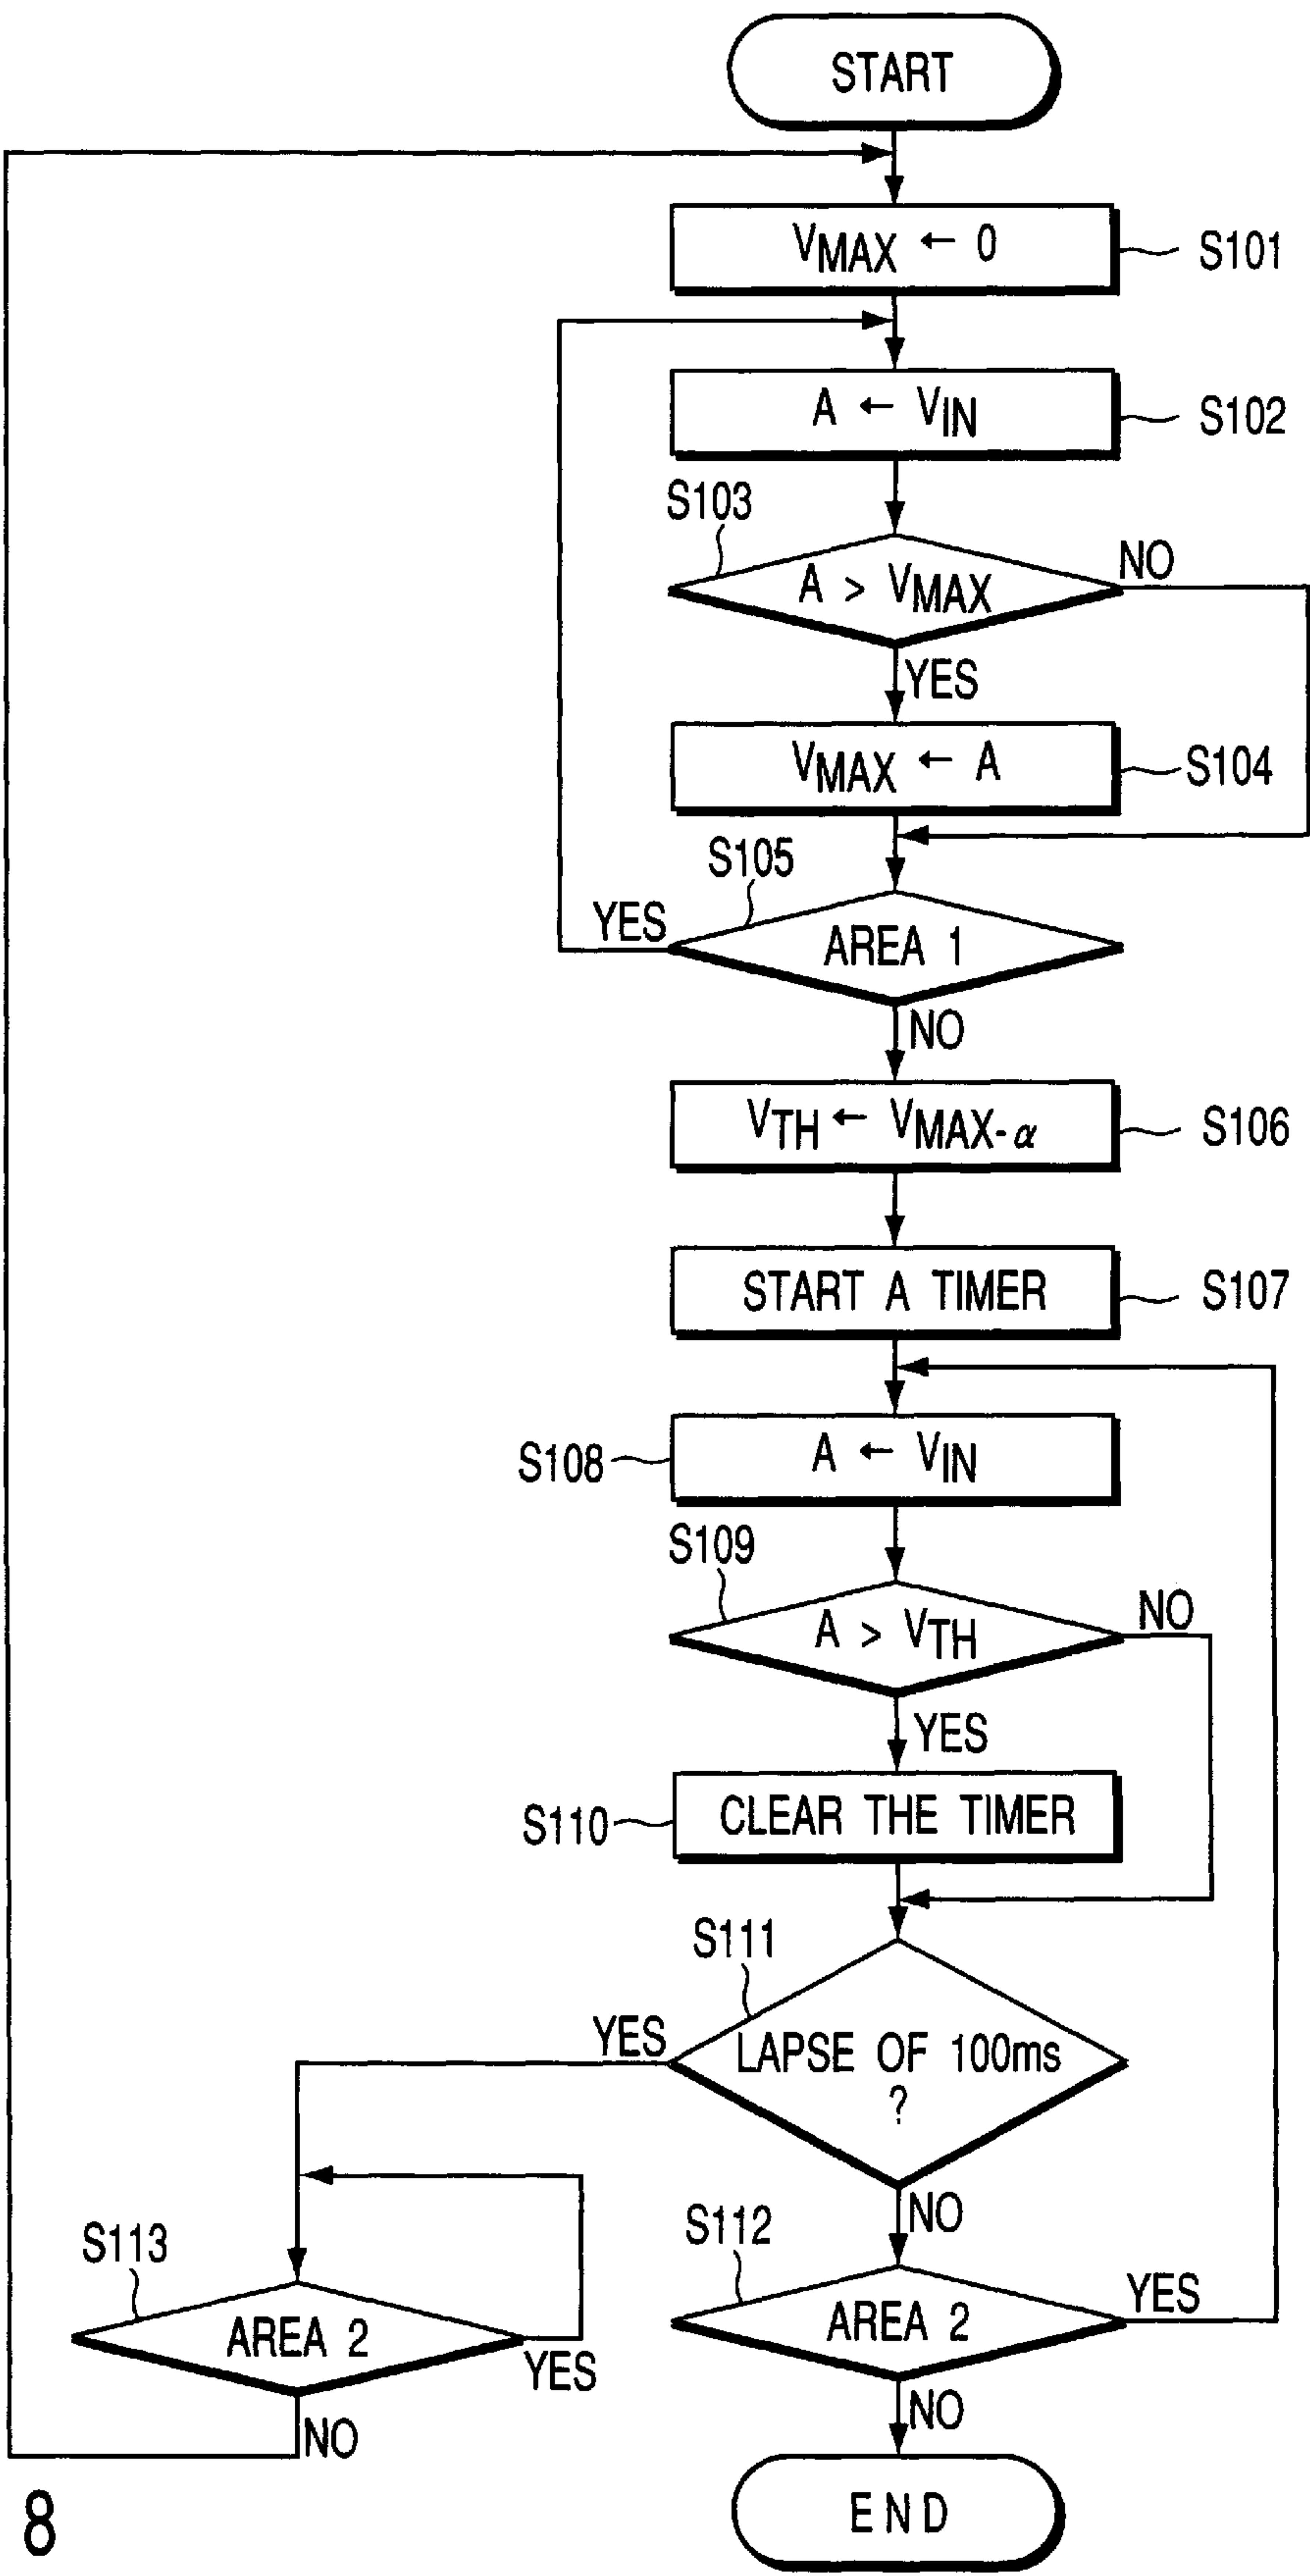 START
VMAX ← 0
S101
A ← VIN
S102
S103
A > VMAX
NO
YES
VMAX ← A
S104
S105
YES
AREA 1
NO
VTH ← VMAX-α
S106
START A TIMER
S107
A ← VIN
S108
S109
A > VTH
NO
YES
CLEAR THE TIMER
S110
S111
YES
LAPSE OF 100ms
?
NO
S112
S113
AREA 2
YES
AREA 2
YES
NO
NO
END
8